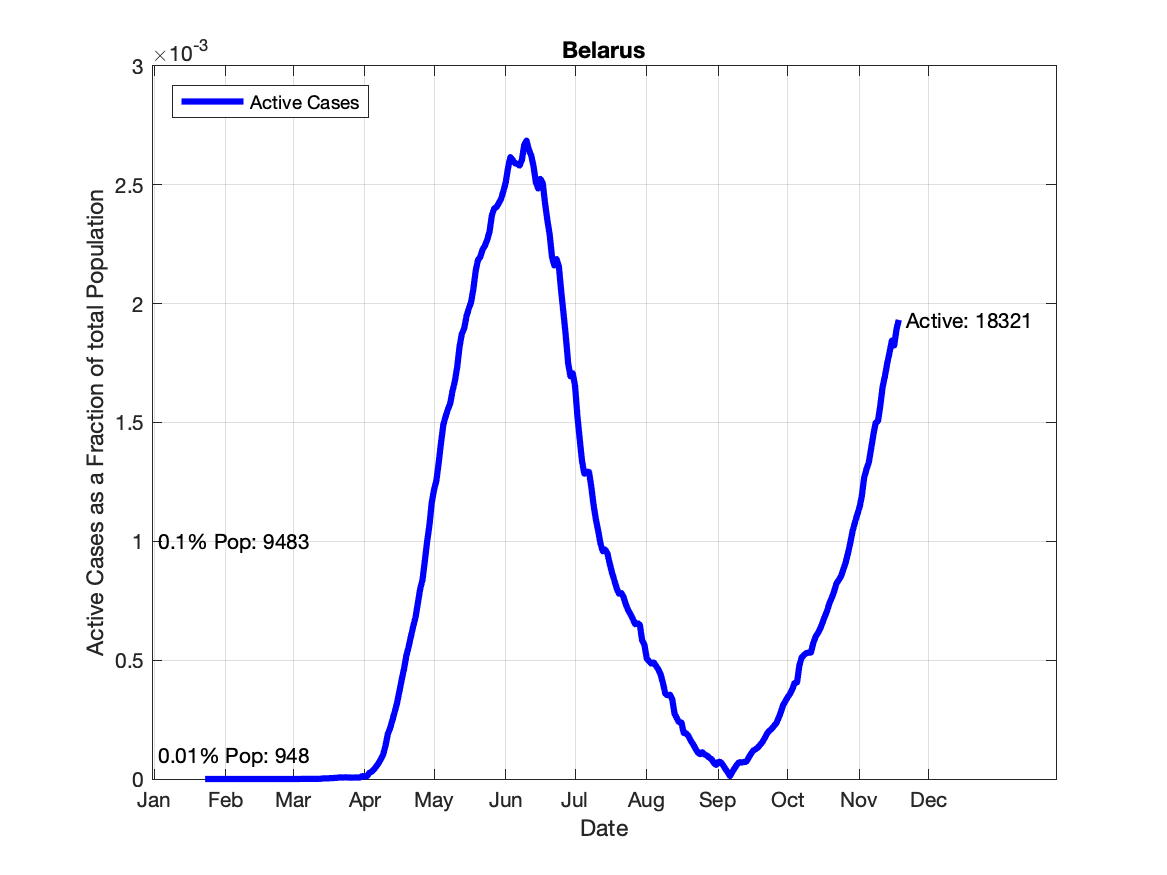 Belarus
×10-3
3
Active Cases
2.5
2
Active: 18321
1.5
1
0.1% Pop: 9483
0.5
0.01% Pop: 948
0
Jan Feb Mar Apr May Jun Jul Aug Sep Oct Nov Dec
Date
Active Cases as a Fraction of total Population